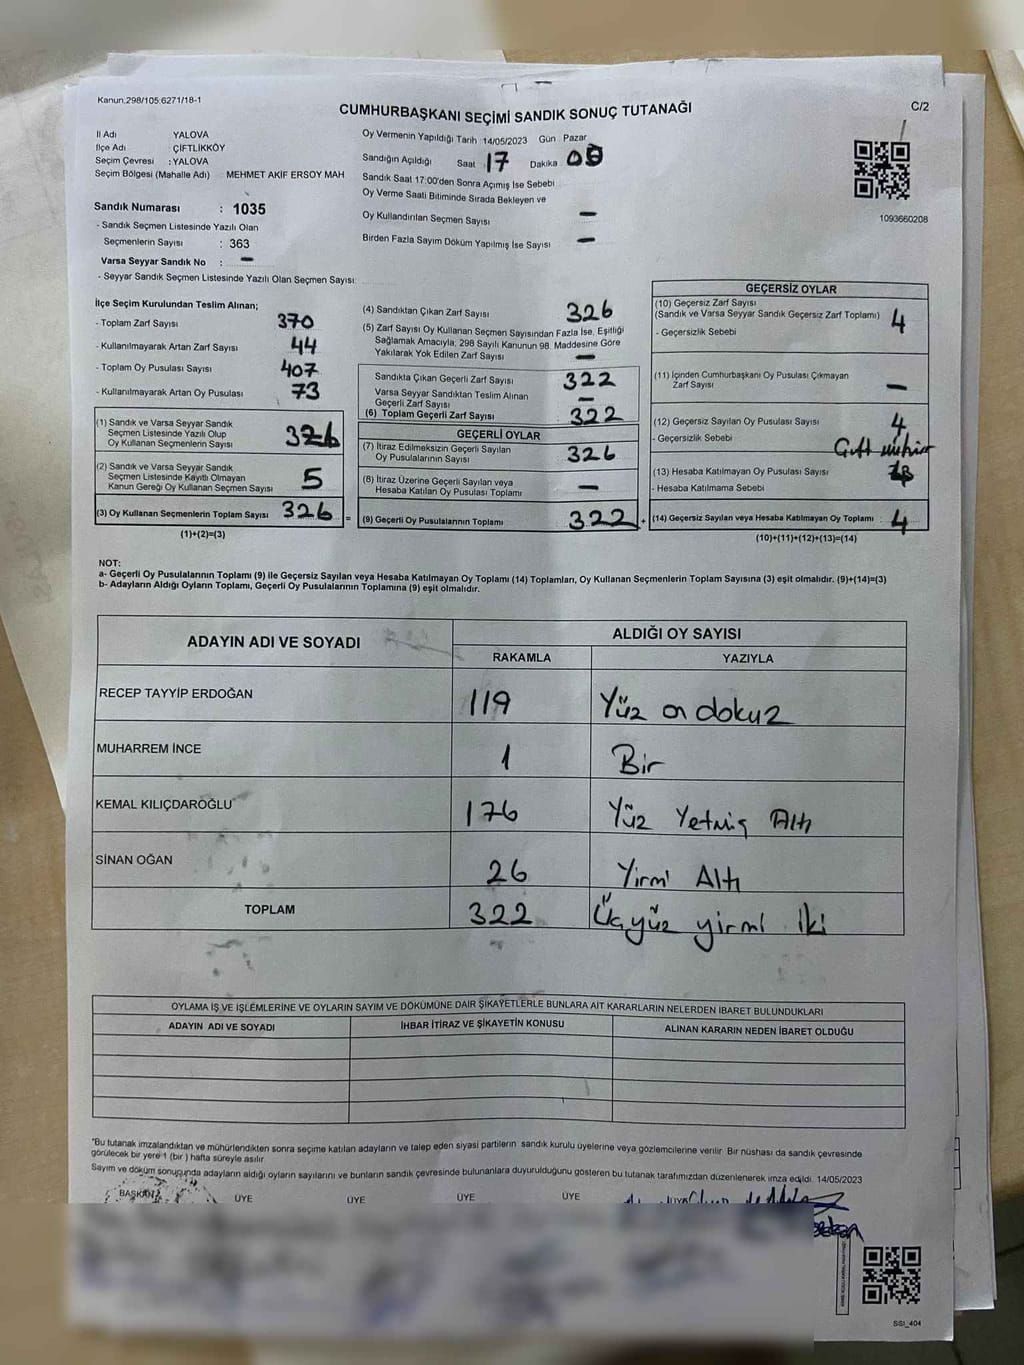 Kanun.298/105:6271/18-1
CUMHURBAŞKANI SEÇİMİ SANDIK SONUÇ TUTANAĞI
C/2
İl Adı YALOVA
İlçe Adı : ÇİFTLİKKÖY
Seçim Çevresi : YALOVA
Seçim Bölgesi (Mahalle Adı) MEHMET AKİF ERSOY MAH
Sandık Numarası : 1035
- Sandık Seçmen Listesinde Yazılı Olan
Seçmenlerin Sayısı : 363
Varsa Seyyar Sandık No : –
- Seyyar Sandık Seçmen Listesinde Yazılı Olan Seçmen Sayısı:
Oy Vermenin Yapıldığı Tarih 14/05/2023 Gün Pazar
Sandığın Açıldığı Saat 17 Dakika 00
Sandık Saat 17:00'den Sonra Açımış İse Sebebi
Oy Verme Saati Bitiminde Sırada Bekleyen ve
Oy Kullandırılan Seçmen Sayısı –
Birden Fazla Sayım Döküm Yapılmış İse Sayısı –
1093660208
İlçe Seçim Kurulundan Teslim Alınan;
- Toplam Zarf Sayısı 370
- Kullanılmayarak Artan Zarf Sayısı 44
- Toplam Oy Pusulası Sayısı 407
- Kullanılmayarak Artan Oy Pusulası 73
(1) Sandık ve Varsa Seyyar Sandık
Seçmen Listesinde Yazılı Olup
Oy Kullanan Seçmenlerin Sayısı 326
(2) Sandık ve Varsa Seyyar Sandık
Seçmen Listesinde Kayıtlı Olmayan
Kanun Gereği Oy Kullanan Seçmen Sayısı 5
(3) Oy Kullanan Seçmenlerin Toplam Sayısı 326 =
(1)+(2)=(3)
(4) Sandıktan Çıkan Zarf Sayısı 326
(5) Zarf Sayısı Oy Kullanan Seçmen Sayısından Fazla İse, Eşitliği
Sağlamak Amacıyla; 298 Sayılı Kanunun 98. Maddesine Göre
Yakılarak Yok Edilen Zarf Sayısı –
Sandıkta Çıkan Geçerli Zarf Sayısı 322
Varsa Seyyar Sandıktan Teslim Alınan
Geçerli Zarf Sayısı –
(6) Toplam Geçerli Zarf Sayısı 322
GEÇERLİ OYLAR
(7) İtiraz Edilmeksizin Geçerli Sayılan
Oy Pusulalarının Sayısı 326
(8) İtiraz Üzerine Geçerli Sayılan veya
Hesaba Katılan Oy Pusulası Toplamı –
(9) Geçerli Oy Pusulalarının Toplamı 322 +
GEÇERSİZ OYLAR
(10) Geçersiz Zarf Sayısı
(Sandık ve Varsa Seyyar Sandık Geçersiz Zarf Toplamı) 4
- Geçersizlik Sebebi
(11) İçinden Cumhurbaşkanı Oy Pusulası Çıkmayan
Zarf Sayısı –
(12) Geçersiz Sayılan Oy Pusulası Sayısı 4
- Geçersizlik Sebebi Çift mühür
(13) Hesaba Katılmayan Oy Pusulası Sayısı
- Hesaba Katılmama Sebebi
(14) Geçersiz Sayılan veya Hesaba Katılmayan Oy Toplamı : 4
(10)+(11)+(12)+(13)=(14)
NOT:
a- Geçerli Oy Pusulalarının Toplamı (9) ile Geçersiz Sayılan veya Hesaba Katılmayan Oy Toplamı (14) Toplamları, Oy Kullanan Seçmenlerin Toplam Sayısına (3) eşit olmalıdır. (9)+(14)=(3)
b- Adayların Aldığı Oyların Toplamı, Geçerli Oy Pusulalarının Toplamına (9) eşit olmalıdır.
ADAYIN ADI VE SOYADI ALDIĞI OY SAYISI
RAKAMLA YAZIYLA
RECEP TAYYİP ERDOĞAN 119 Yüz on dokuz
MUHARREM İNCE 1 Bir
KEMAL KILIÇDAROĞLU 176 Yüz Yetmiş Altı
SİNAN OĞAN 26 Yirmi Altı
TOPLAM 322 Üçyüz yirmi iki
OYLAMA İŞ VE İŞLEMLERİNE VE OYLARIN SAYIM VE DÖKÜMÜNE DAİR ŞİKAYETLERLE BUNLARA AİT KARARLARIN NELERDEN İBARET BULUNDUKLARI
ADAYIN ADI VE SOYADI İHBAR İTİRAZ VE ŞİKAYETİN KONUSU ALINAN KARARIN NEDEN İBARET OLDUĞU
"Bu tutanak imzalandıktan ve mühürlendikten sonra seçime katılan adayların ve talep eden siyasi partilerin sandık kurulu üyelerine veya gözlemcilerine verilir. Bir nüshası da sandık çevresinde
görülecek bir yere 1 (bir ) hafta süreyle asılır.
Sayım ve döküm sonucunda adayların aldığı oyların sayılarını ve bunların sandık çevresinde bulunanlara duyurulduğunu gösteren bu tutanak tarafımızdan düzenlenerek imza edildi. 14/05/2023
BAŞKAN ÜYE ÜYE ÜYE ÜYE
SSI_404